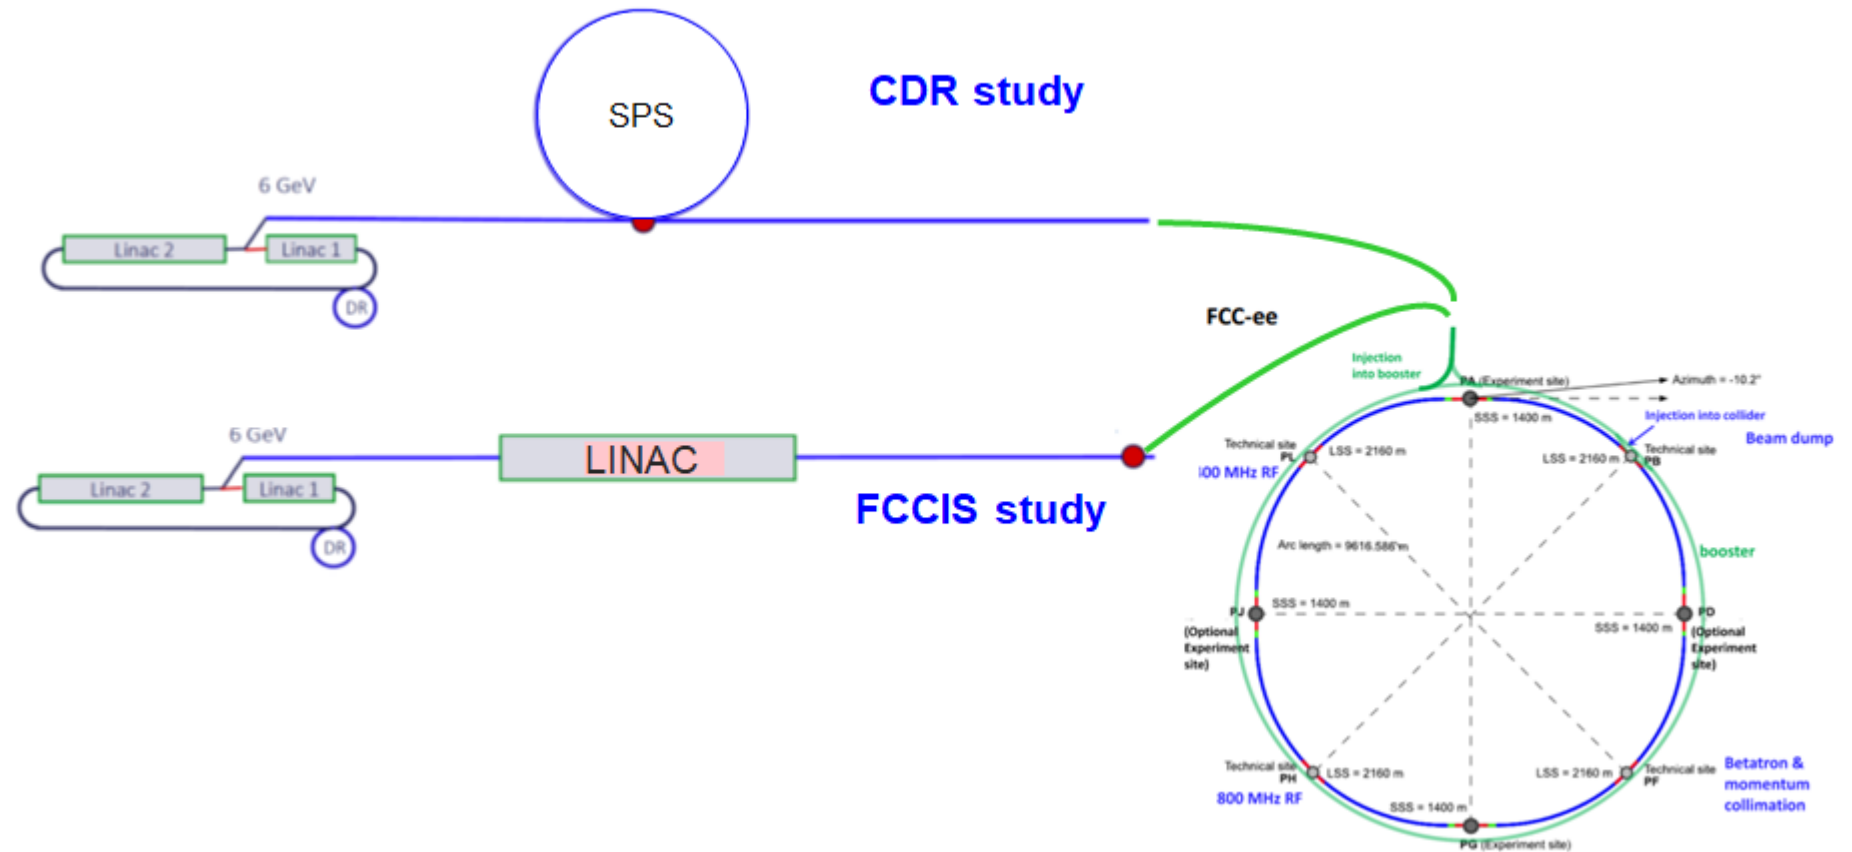 SPS
CDR study
6 GeV
Linac 2
Linac 1
DR
FCC-ee
Injection
into booster
PA (Experiment site)
Azimuth = -10.2°
SSS = 1400 m
Injection into collider
Beam dump
6 GeV
LINAC
Technical site
PL
LSS = 2160 m
LSS = 2160 m
Technical site
PB
00 MHz RF
Linac 2
Linac 1
DR
FCCIS study
Arc length = 9616.586 m
booster
PJ
SSS = 1400 m
PD
SSS = 1400 m
(Optional
Experiment
site)
(Optional
Experiment
site)
Technical site
PH
LSS = 2160 m
LSS = 2160 m
Technical site
PF
800 MHz RF
Betatron &
momentum
collimation
SSS = 1400 m
PG (Experiment site)